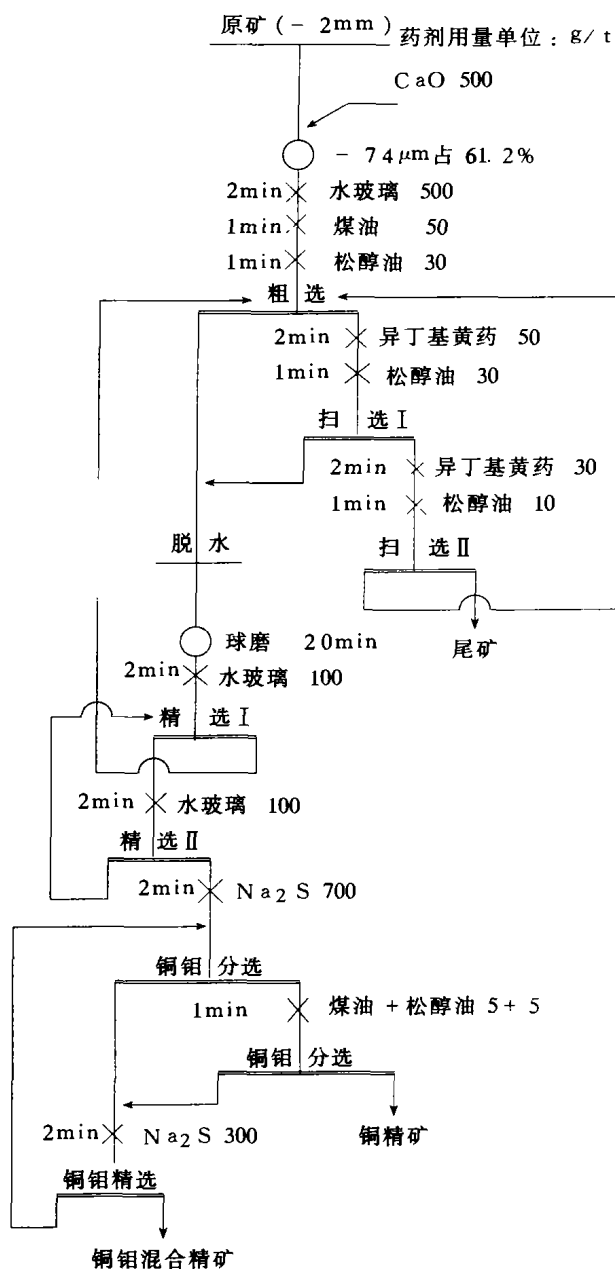 原矿(- 2mm) 药剂用量单位: g/t
CaO 500
- 74μm占 61.2%
2min 水玻璃 500
1min 煤油 50
1min 松醇油 30
粗 选
2min 异丁基黄药 50
1min 松醇油 30
扫 选Ⅰ
2min 异丁基黄药 30
1min 松醇油 10
脱 水 扫 选Ⅱ
球磨 20min 尾矿
2min 水玻璃 100
精 选Ⅰ
2min 水玻璃 100
精 选Ⅱ
2min Na₂S 700
铜钼分选
1min 煤油 + 松醇油 5+ 5
铜钼分选
2min Na₂S 300 铜精矿
铜钼精选
铜钼混合精矿